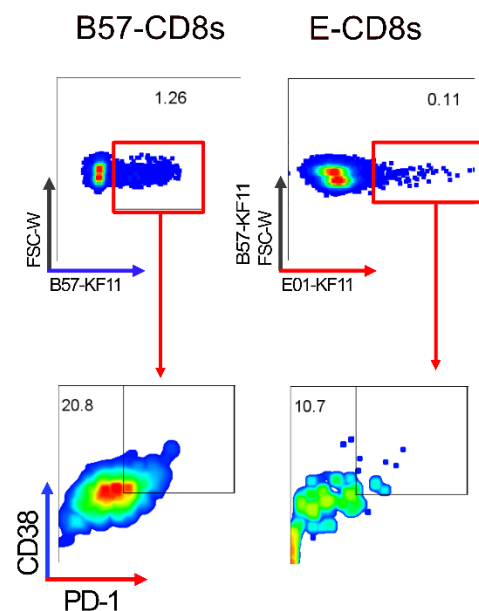 B57-CD8s
E-CD8s
1.26
0.11
FSC-W
B57-KF11
B57-KF11
FSC-W
E01-KF11
20.8
10.7
CD38
PD-1